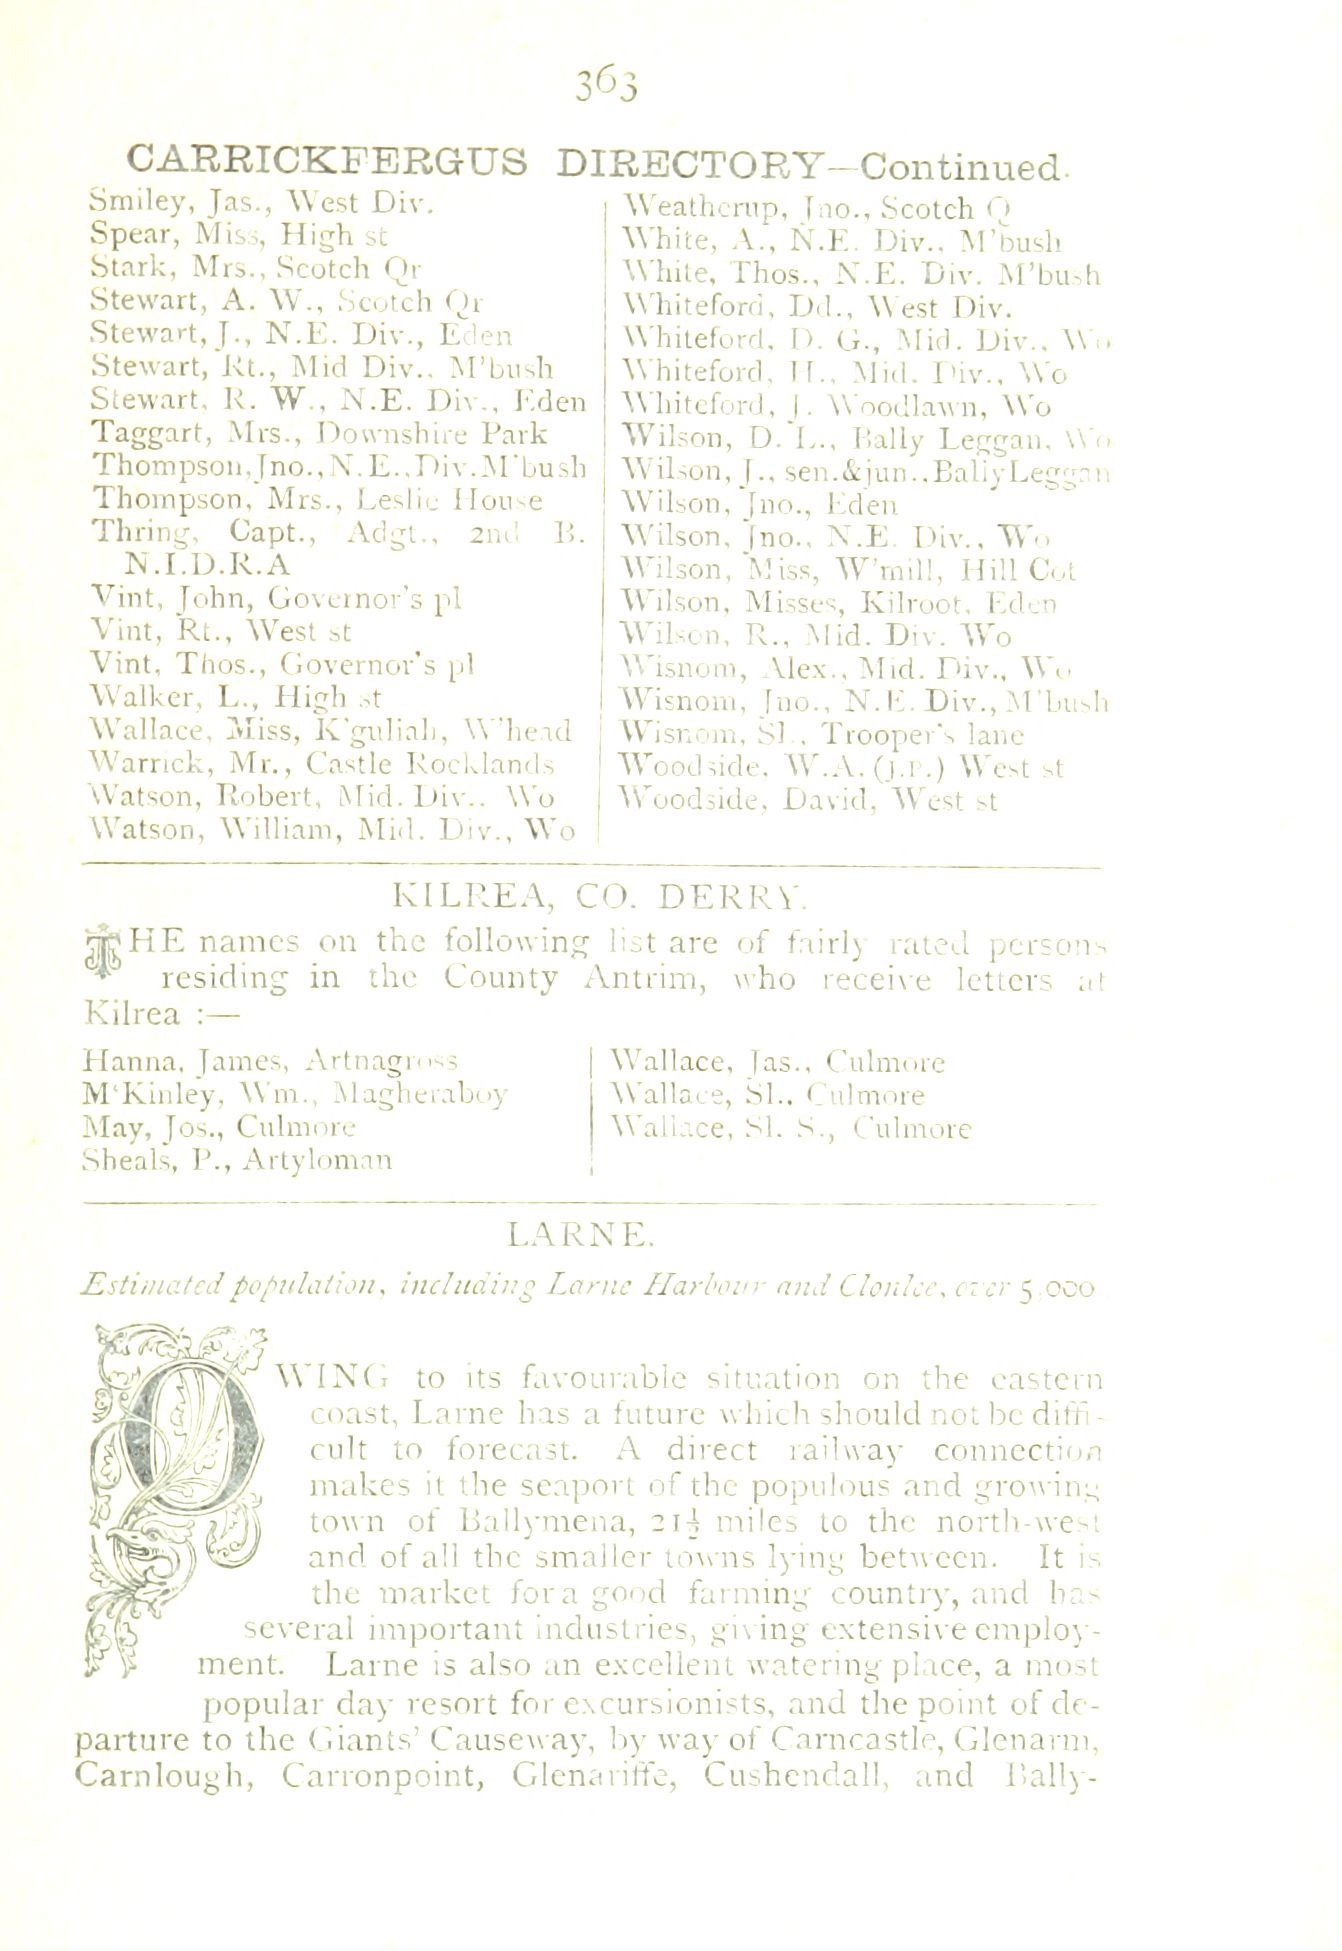 363
CARRICKFERGUS DIRECTORY—Continued.
Smiley, Jas., West Div.
Spear, Miss, High st
Stark, Mrs., Scotch Qr
Stewart, A. W., Scotch Qr
Stewart, J., N.E. Div., Eden
Stewart, Rt., Mid Div.. M'bush
Stewart, R. W., N.E. Div., Eden
Taggart, Mrs., Downshire Park
Thompson,Jno.,N.E.,Div.M'bush
Thompson, Mrs., Leslie House
Thring, Capt., Adgt., 2nd B.
N.I.D.R.A
Vint, John, Governor's pl
Vint, Rt., West st
Vint, Thos., Governor's pl
Walker, L., High st
Wallace, Miss, K'guliah, W'head
Warrick, Mr., Castle Rocklands
Watson, Robert, Mid. Div.. Wo
Watson, William, Mid. Div., Wo
Weatherup, Jno., Scotch Q
White, A., N.E. Div., M'bush
White, Thos., N.E. Div. M'bush
Whiteford, Dd., West Div.
Whiteford, D. G., Mid. Div., Wo
Whiteford, H., Mid. Div., Wo
Whiteford, J. Woodlawn, Wo
Wilson, D. L., Bally Leggan, Wo
Wilson, J., sen.&jun.,BallyLeggan
Wilson, Jno., Eden
Wilson, Jno., N.E. Div., Wo
Wilson, Miss, W'mill, Hill Cot
Wilson, Misses, Kilroot, Eden
Wilson, R., Mid. Div. Wo
Wisnom, Alex., Mid. Div., Wo
Wisnom, Jno., N.E. Div., M'bush
Wisnom, Sl., Trooper's lane
Woodside, W.A. (J.P.) West st
Woodside, David, West st
KILREA, CO. DERRY.
THE names on the following list are of fairly rated persons
residing in the County Antrim, who receive letters at
Kilrea :—
Hanna, James, Artnagross
M'Kinley, Wm., Magheraboy
May, Jos., Culmore
Sheals, P., Artyloman
Wallace, Jas., Culmore
Wallace, Sl., Culmore
Wallace, Sl. S., Culmore
LARNE.
Estimated population, including Larne Harbour and Clonlee, over 5,000
OWING to its favourable situation on the eastern
coast, Larne has a future which should not be diffi-
cult to forecast. A direct railway connection
makes it the seaport of the populous and growing
town of Ballymena, 21½ miles to the north-west
and of all the smaller towns lying between. It is
the market for a good farming country, and has
several important industries, giving extensive employ-
ment. Larne is also an excellent watering place, a most
popular day resort for excursionists, and the point of de-
parture to the Giants' Causeway, by way of Carncastle, Glenarm,
Carnlough, Carronpoint, Glenariffe, Cushendall, and Bally-